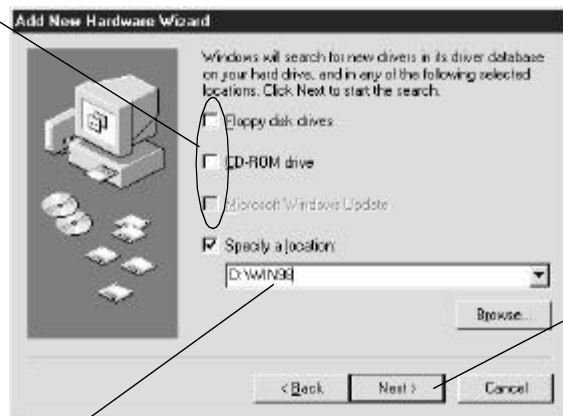 Add New Hardware Wizard
Windows will search for new drivers in its driver database
on your hard drive, and in any of the following selected
locations. Click Next to start the search.
Floppy disk drives
CD-ROM drive
Microsoft Windows Update
Specify a location:
D:\WIN98
Browse...
< Back
Next >
Cancel